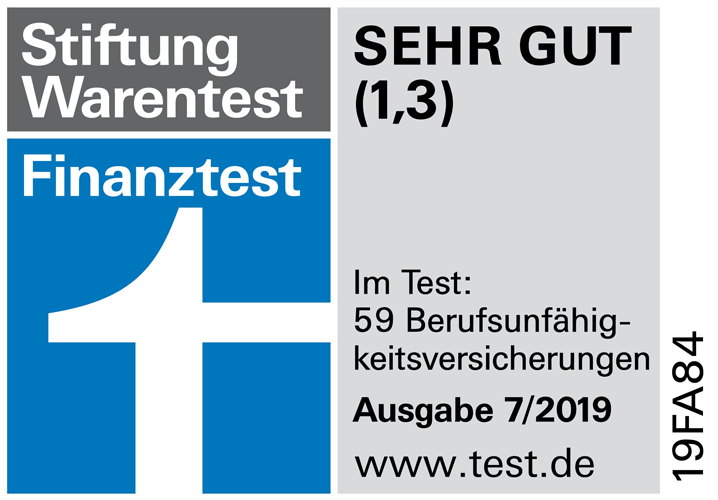 Stiftung
Warentest
Finanztest
SEHR GUT
(1,3)
Im Test:
59 Berufsunfähig-
keitsversicherungen
Ausgabe 7/2019
www.test.de
19FA84